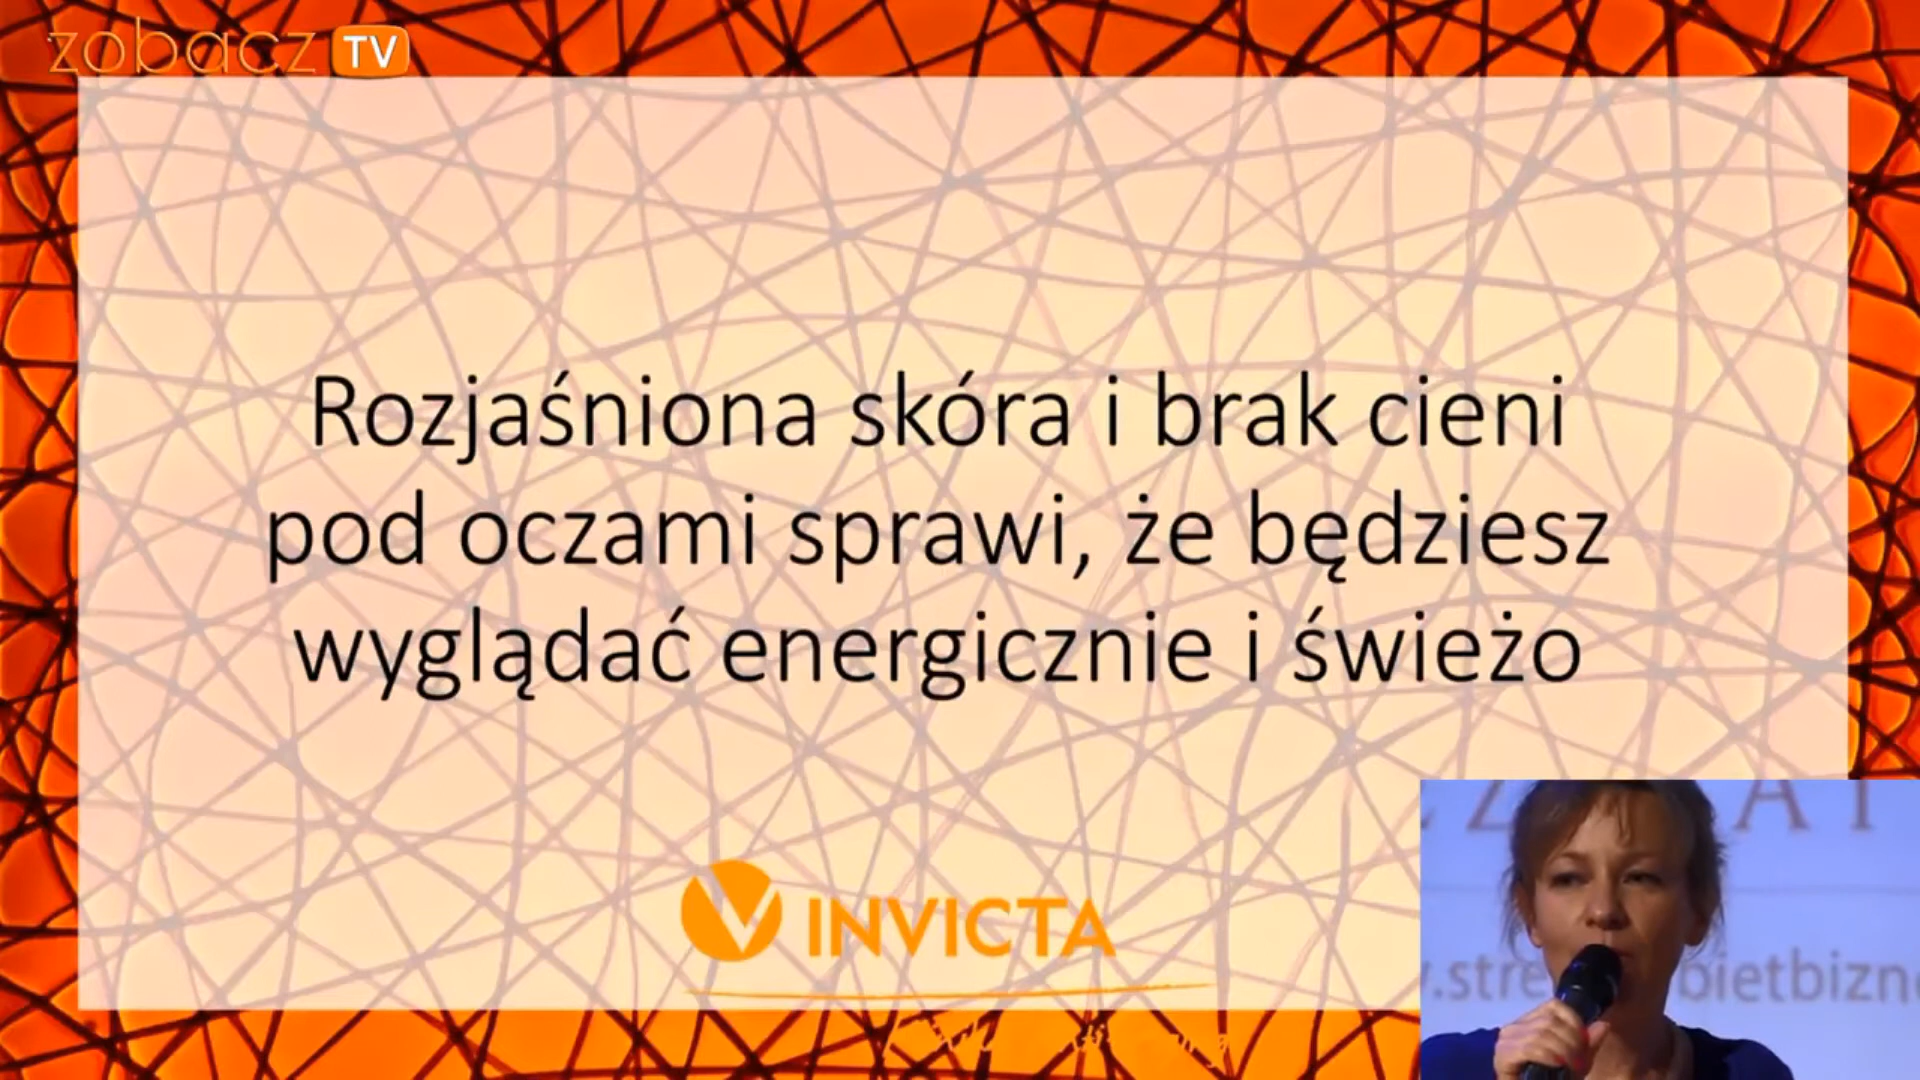 zobacz TV
Rozjaśniona skóra i brak cieni
pod oczami sprawi, że będziesz
wyglądać energicznie i świeżo
INVICTA